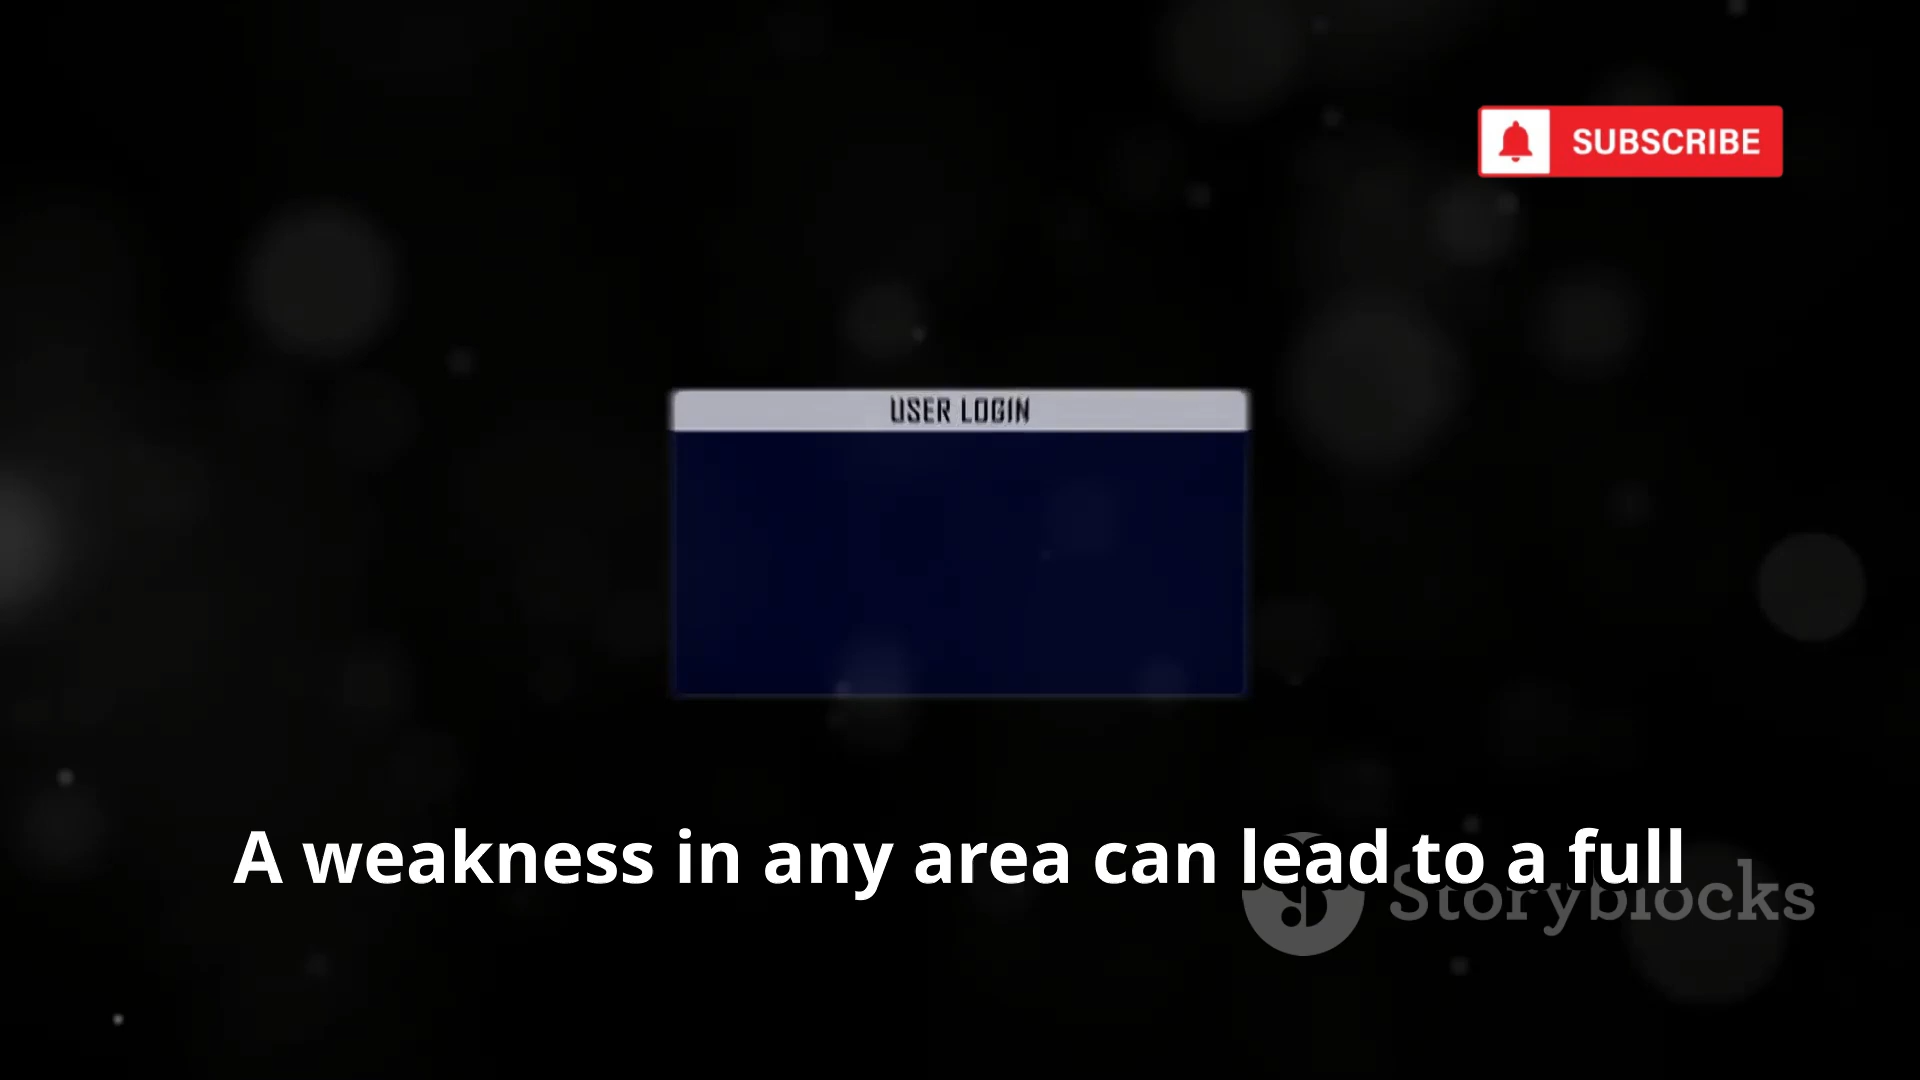 SUBSCRIBE
USER LOGIN
A weakness in any area can lead to a full
Storyblocks